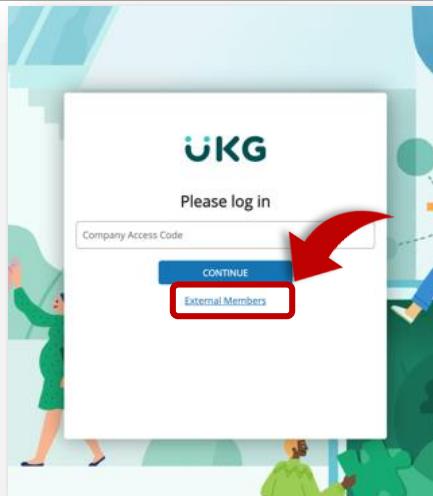 UKG
Please log in
Company Access Code
CONTINUE
External Members